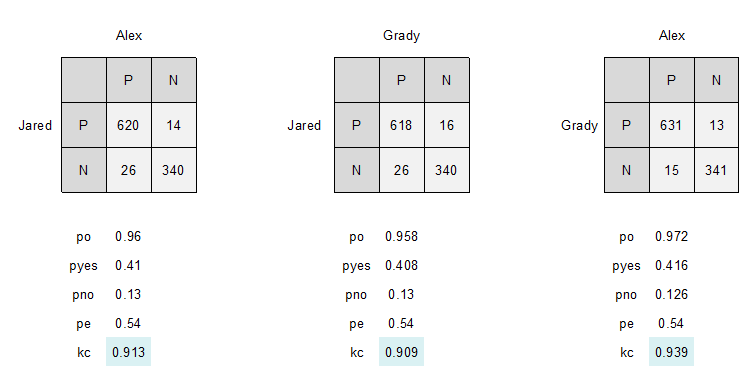 Alex Grady Alex
P N P N P N
Jared P 620 14 Jared P 618 16 Grady P 631 13
N 26 340 N 26 340 N 15 341
po 0.96 po 0.958 po 0.972
pyes 0.41 pyes 0.408 pyes 0.416
pno 0.13 pno 0.13 pno 0.126
pe 0.54 pe 0.54 pe 0.54
kc 0.913 kc 0.909 kc 0.939